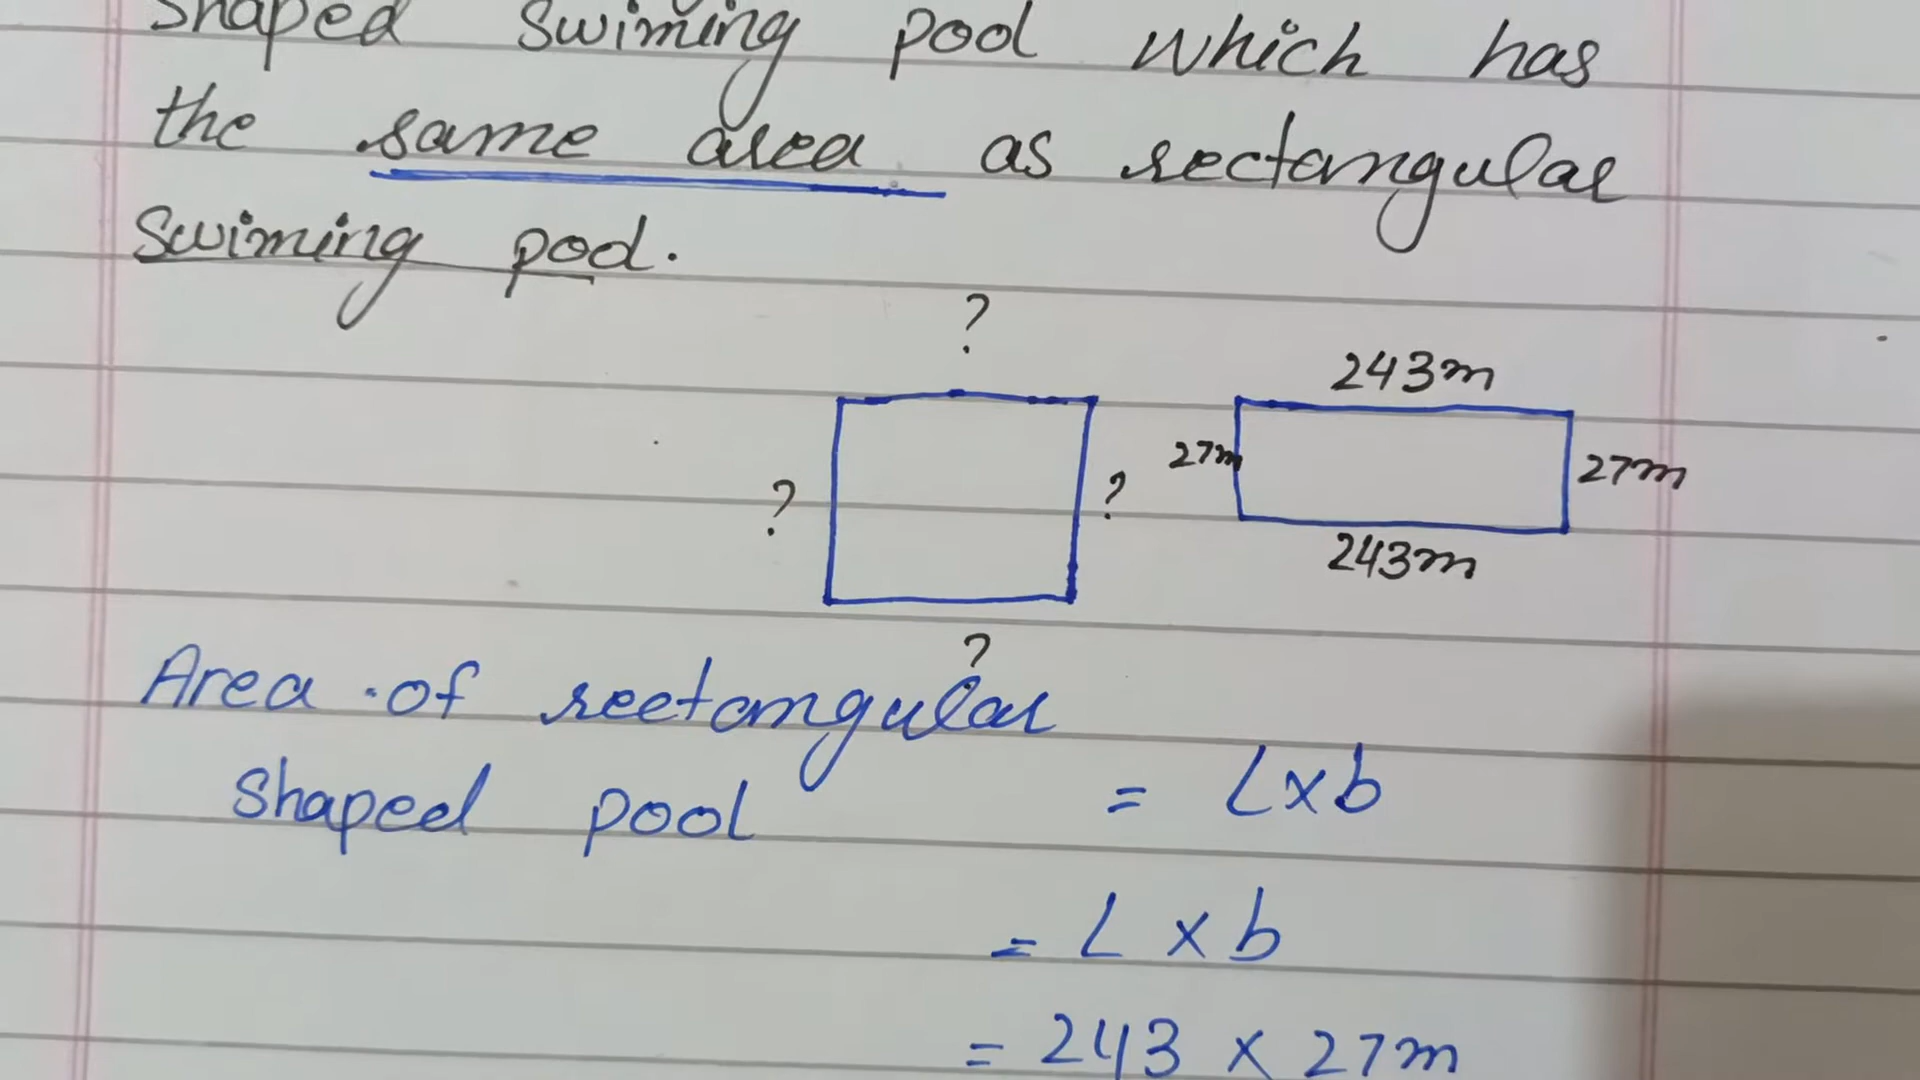 shaped swiming pool which has
the same area as rectangular
swiming pool.
?
243m
27m
27m
?
?
243m
?
Area of rectangular
shaped pool = L×b
= L × b
= 243 × 27m